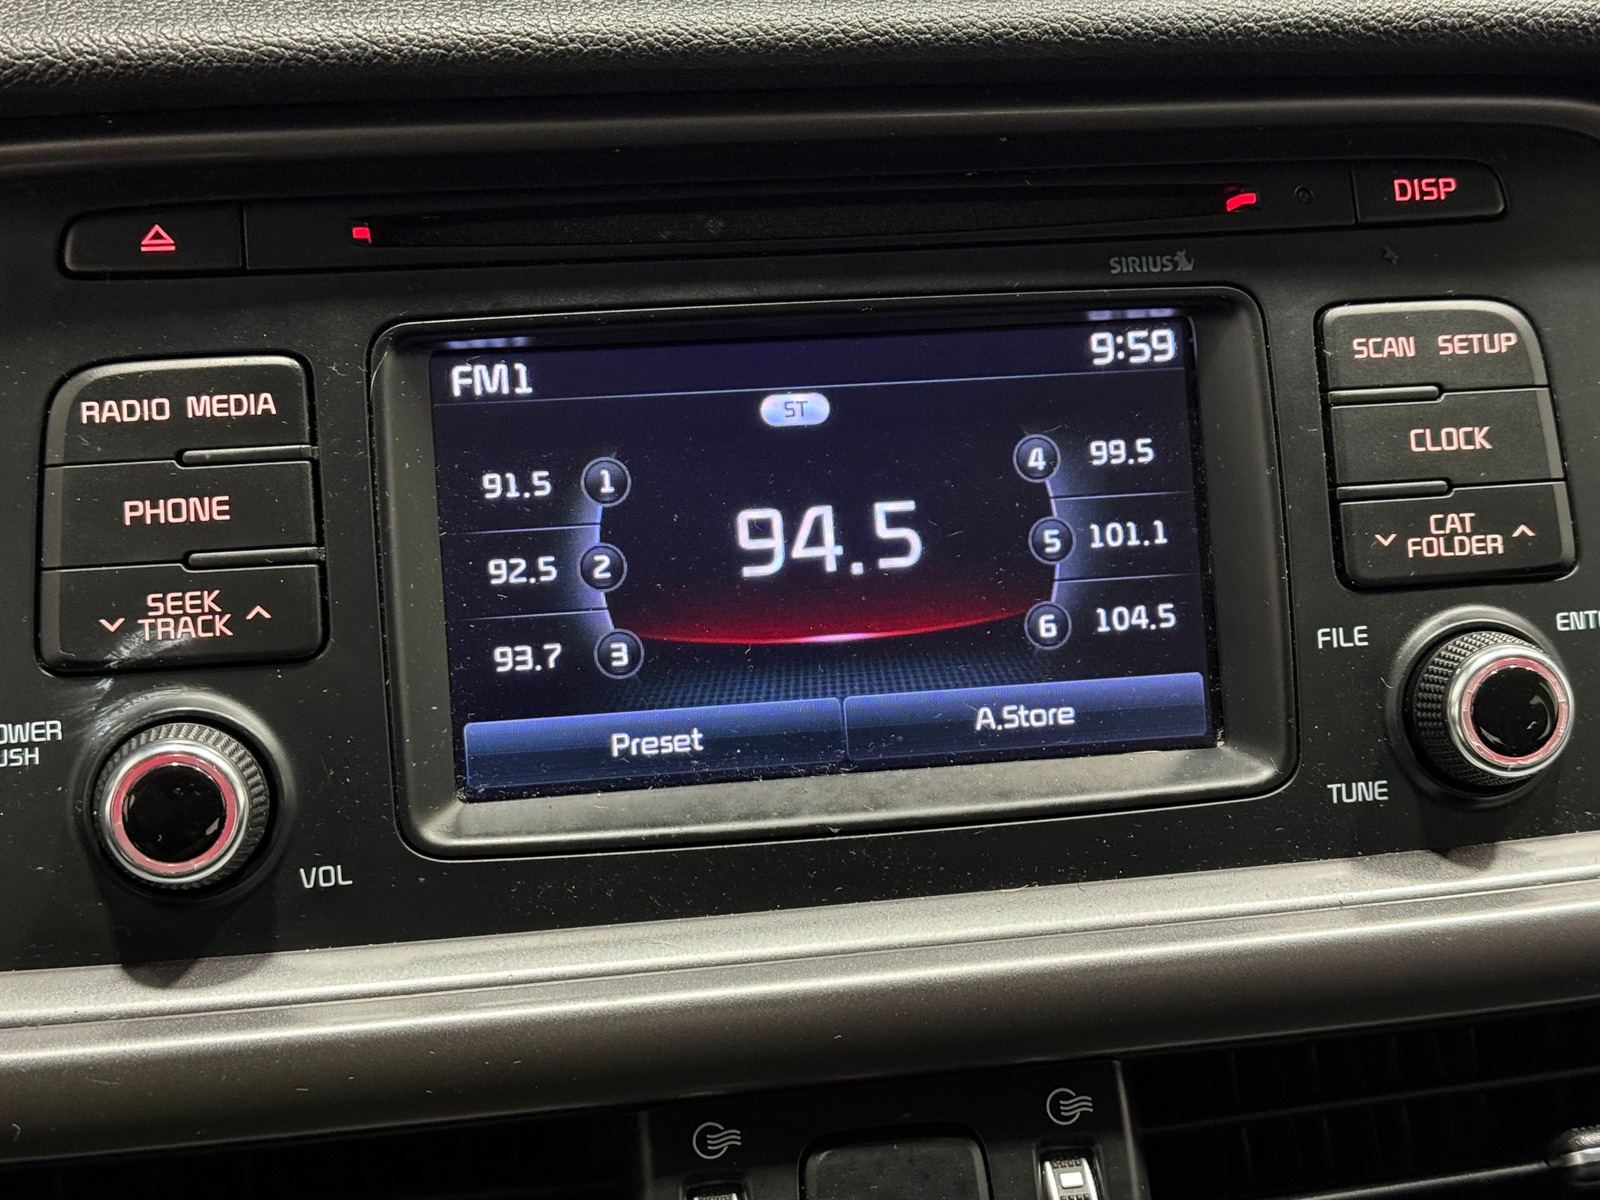 DISP
SIRIUS
RADIO MEDIA
PHONE
SEEK
TRACK
VOL
FM1
9:59
ST
91.5 1
92.5 2
93.7 3
94.5
4 99.5
5 101.1
6 104.5
Preset
A.Store
SCAN SETUP
CLOCK
CAT
FOLDER
FILE
TUNE